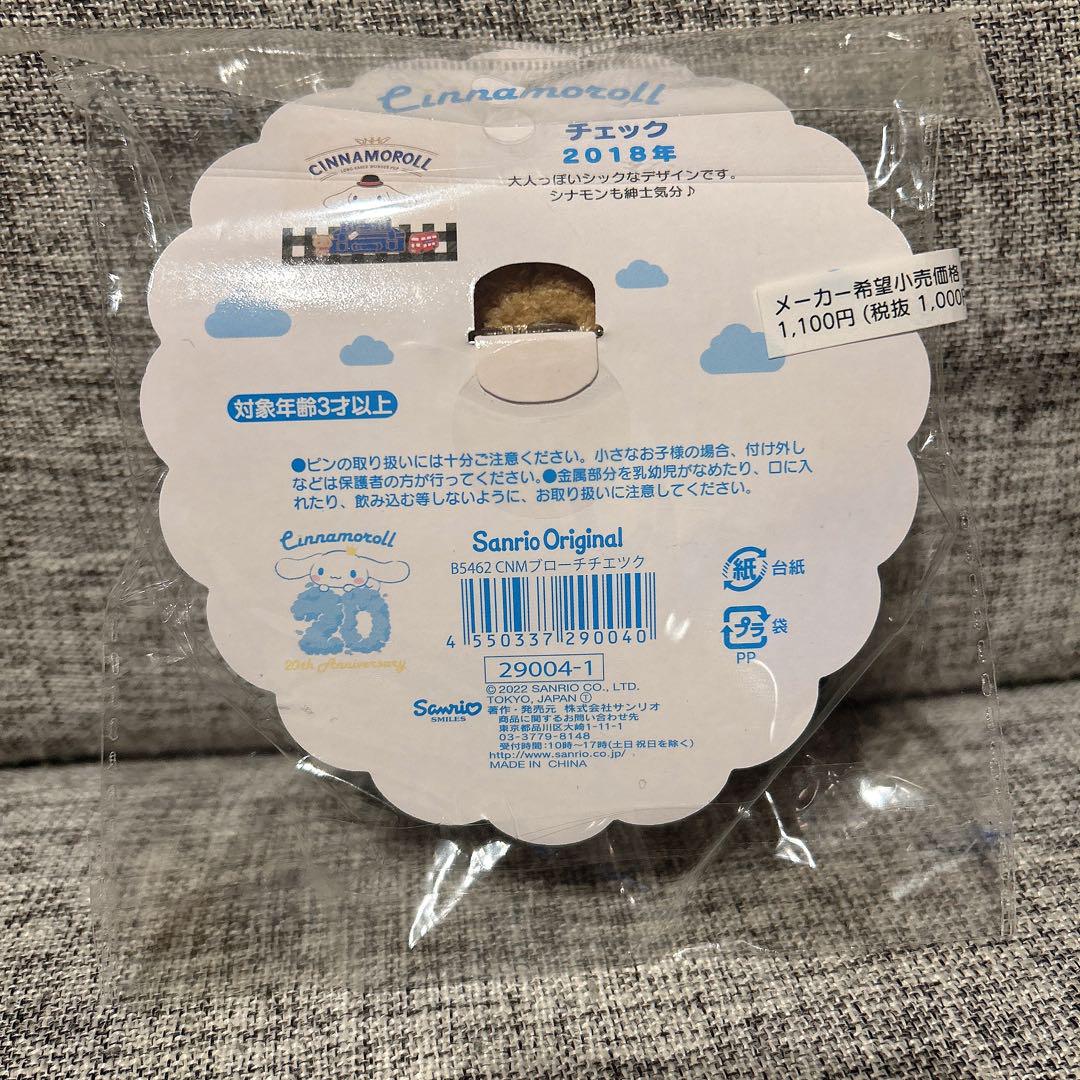 Cinnamoroll
チェック
2018年
大人っぽいシックなデザインです。
シナモンも紳士気分♪
CINNAMOROLL
メーカー希望小売価格
1,100円(税抜 1,000
対象年齢3才以上
●ピンの取り扱いには十分ご注意ください。小さなお子様の場合、付け外し
などは保護者の方が行ってください。●金属部分を乳幼児がなめたり、口に入
れたり、飲み込む等しないように、お取り扱いに注意してください。
Cinnamoroll
20
20th Anniversary
Sanrio Original
B5462 CNMブローチチエツク
4 550337 290040
29004-1
© 2022 SANRIO CO., LTD.
TOKYO, JAPAN Ⓣ
Sanrio
SMILES
著作・発売元 株式会社サンリオ
商品に関するお問い合わせ先
東京都品川区大崎1-11-1
03-3779-8148
受付時間:10時~17時(土日祝日を除く)
http://www.sanrio.co.jp/
MADE IN CHINA
紙 台紙
プラ 袋
PP